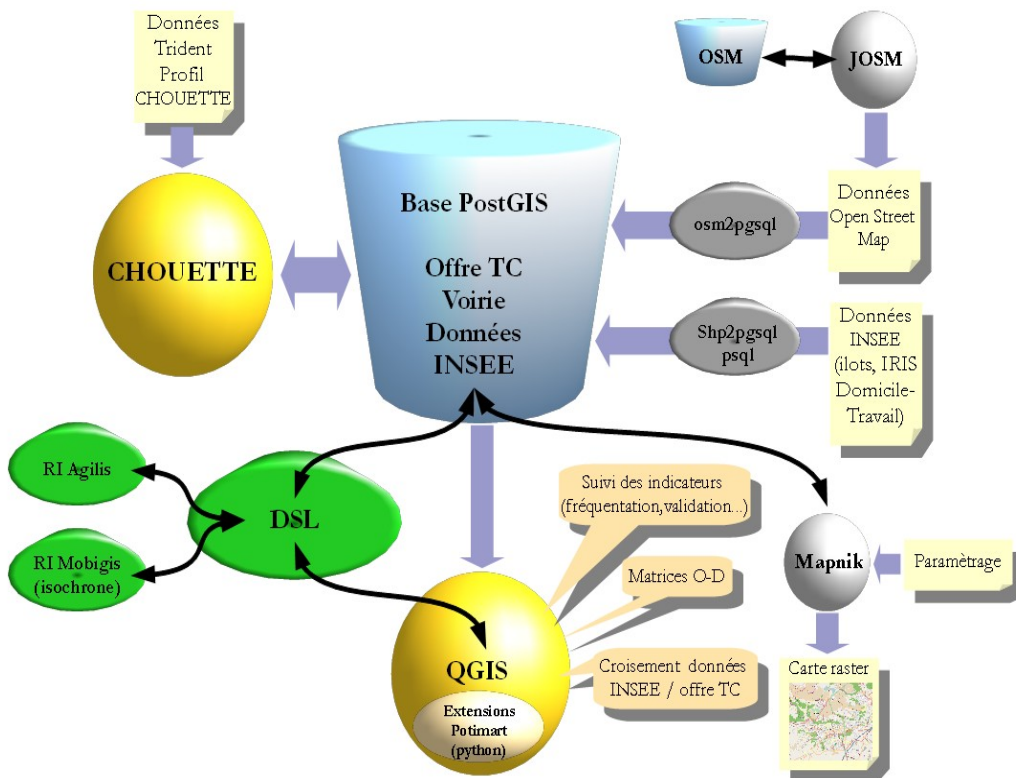 Données
Trident
Profil
CHOUETTE
OSM
JOSM
CHOUETTE
Base PostGIS
Offre TC
Voirie
Données
INSEE
osm2pgsql
Données
Open Street
Map
Shp2pgsql
psql
Données
INSEE
(ilots, IRIS
Domicile-
Travail)
RI Agilis
DSL
RI Mobigis
(isochrone)
Suivi des indicateurs
(fréquentation,validation...)
Matrices O-D
Croisement données
INSEE / offre TC
QGIS
Extensions
Potimart
(python)
Mapnik
Paramètrage
Carte raster